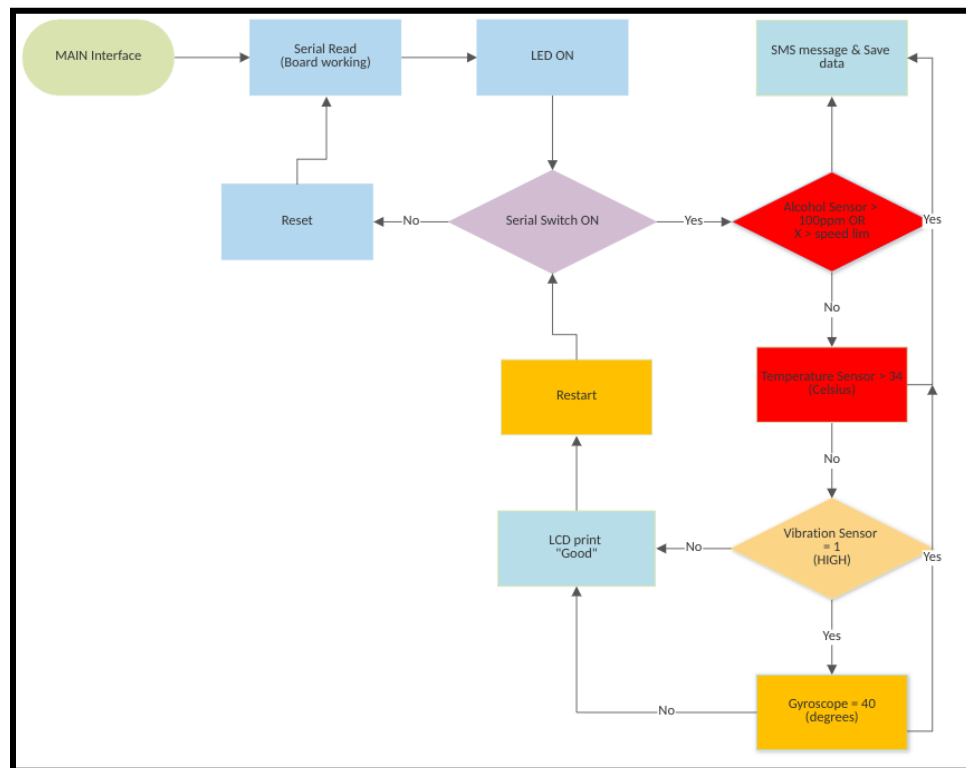 MAIN Interface
Serial Read
(Board working)
LED ON
SMS message & Save
data
Reset
No
Serial Switch ON
Yes
Alcohol Sensor >
100ppm OR
X > speed lim
Yes
No
Restart
Temperature Sensor > 34
(Celsius)
No
LCD print
"Good"
No
Vibration Sensor
= 1
(HIGH)
Yes
Yes
No
Gyroscope = 40
(degrees)